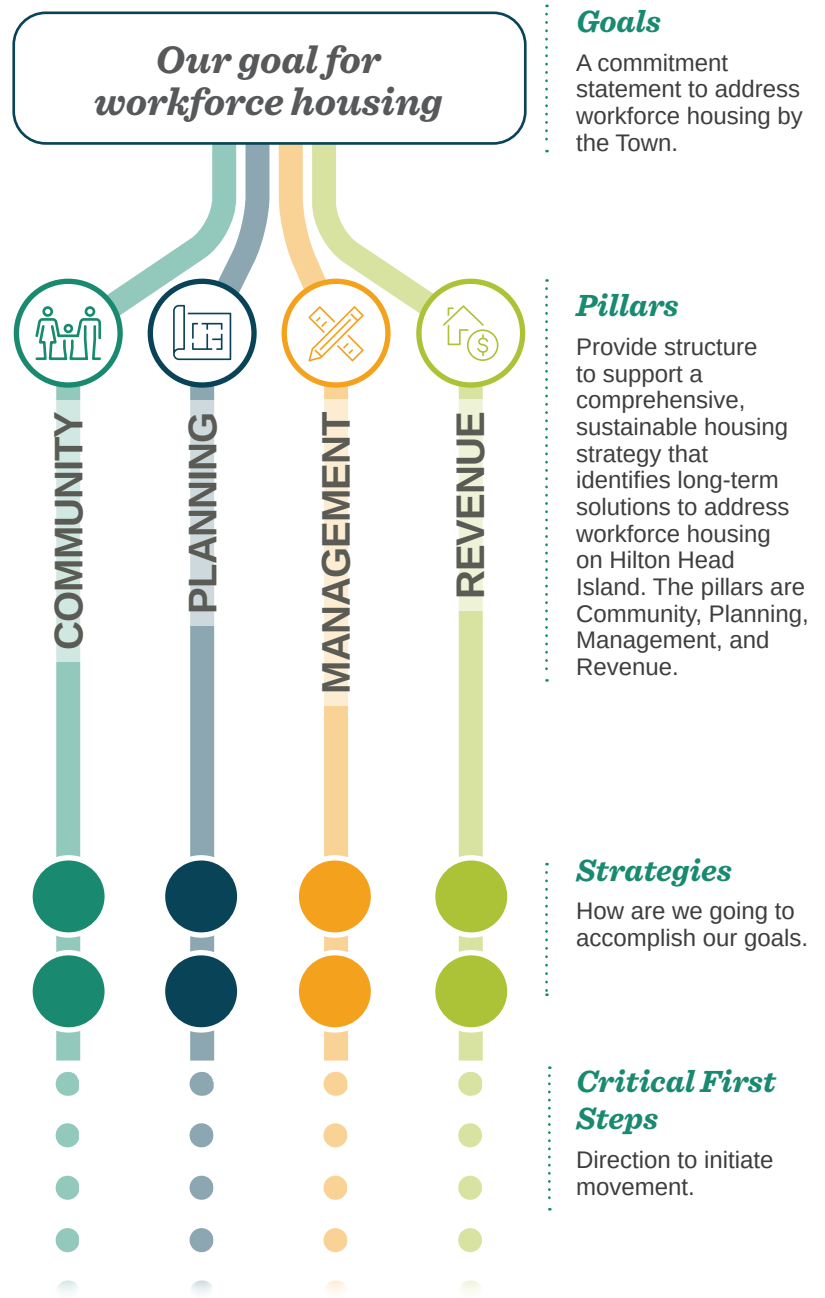 Our goal for
workforce housing
Goals
A commitment
statement to address
workforce housing by
the Town.
$
COMMUNITY
PLANNING
MANAGEMENT
REVENUE
Pillars
Provide structure
to support a
comprehensive,
sustainable housing
strategy that
identifies long-term
solutions to address
workforce housing
on Hilton Head
Island. The pillars are
Community, Planning,
Management, and
Revenue.
Strategies
How are we going to
accomplish our goals.
Critical First
Steps
Direction to initiate
movement.